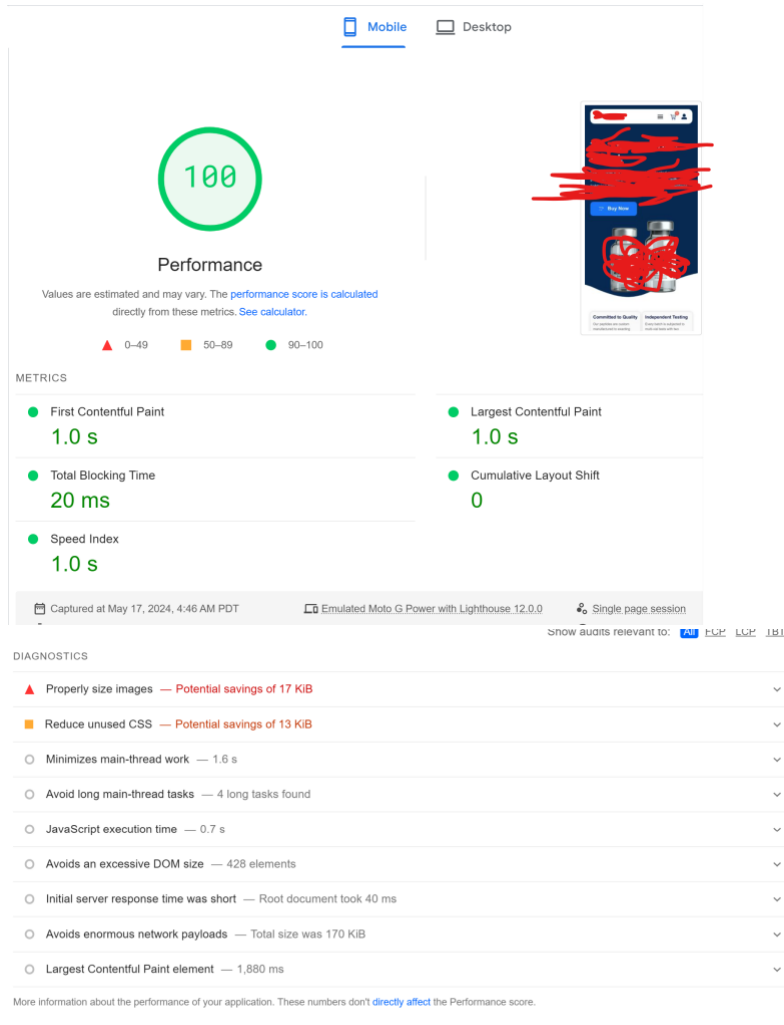 Mobile Desktop
100
Performance
Values are estimated and may vary. The performance score is calculated
directly from these metrics. See calculator.
0–49 50–89 90–100
Buy Now
Committed to Quality Independent Testing
METRICS
First Contentful Paint
1.0 s
Largest Contentful Paint
1.0 s
Total Blocking Time
20 ms
Cumulative Layout Shift
0
Speed Index
1.0 s
Captured at May 17, 2024, 4:46 AM PDT
Emulated Moto G Power with Lighthouse 12.0.0
Single page session
Show audits relevant to: All FCP LCP TBT
DIAGNOSTICS
Properly size images — Potential savings of 17 KiB
Reduce unused CSS — Potential savings of 13 KiB
Minimizes main-thread work — 1.6 s
Avoid long main-thread tasks — 4 long tasks found
JavaScript execution time — 0.7 s
Avoids an excessive DOM size — 428 elements
Initial server response time was short — Root document took 40 ms
Avoids enormous network payloads — Total size was 170 KiB
Largest Contentful Paint element — 1,880 ms
More information about the performance of your application. These numbers don't directly affect the Performance score.